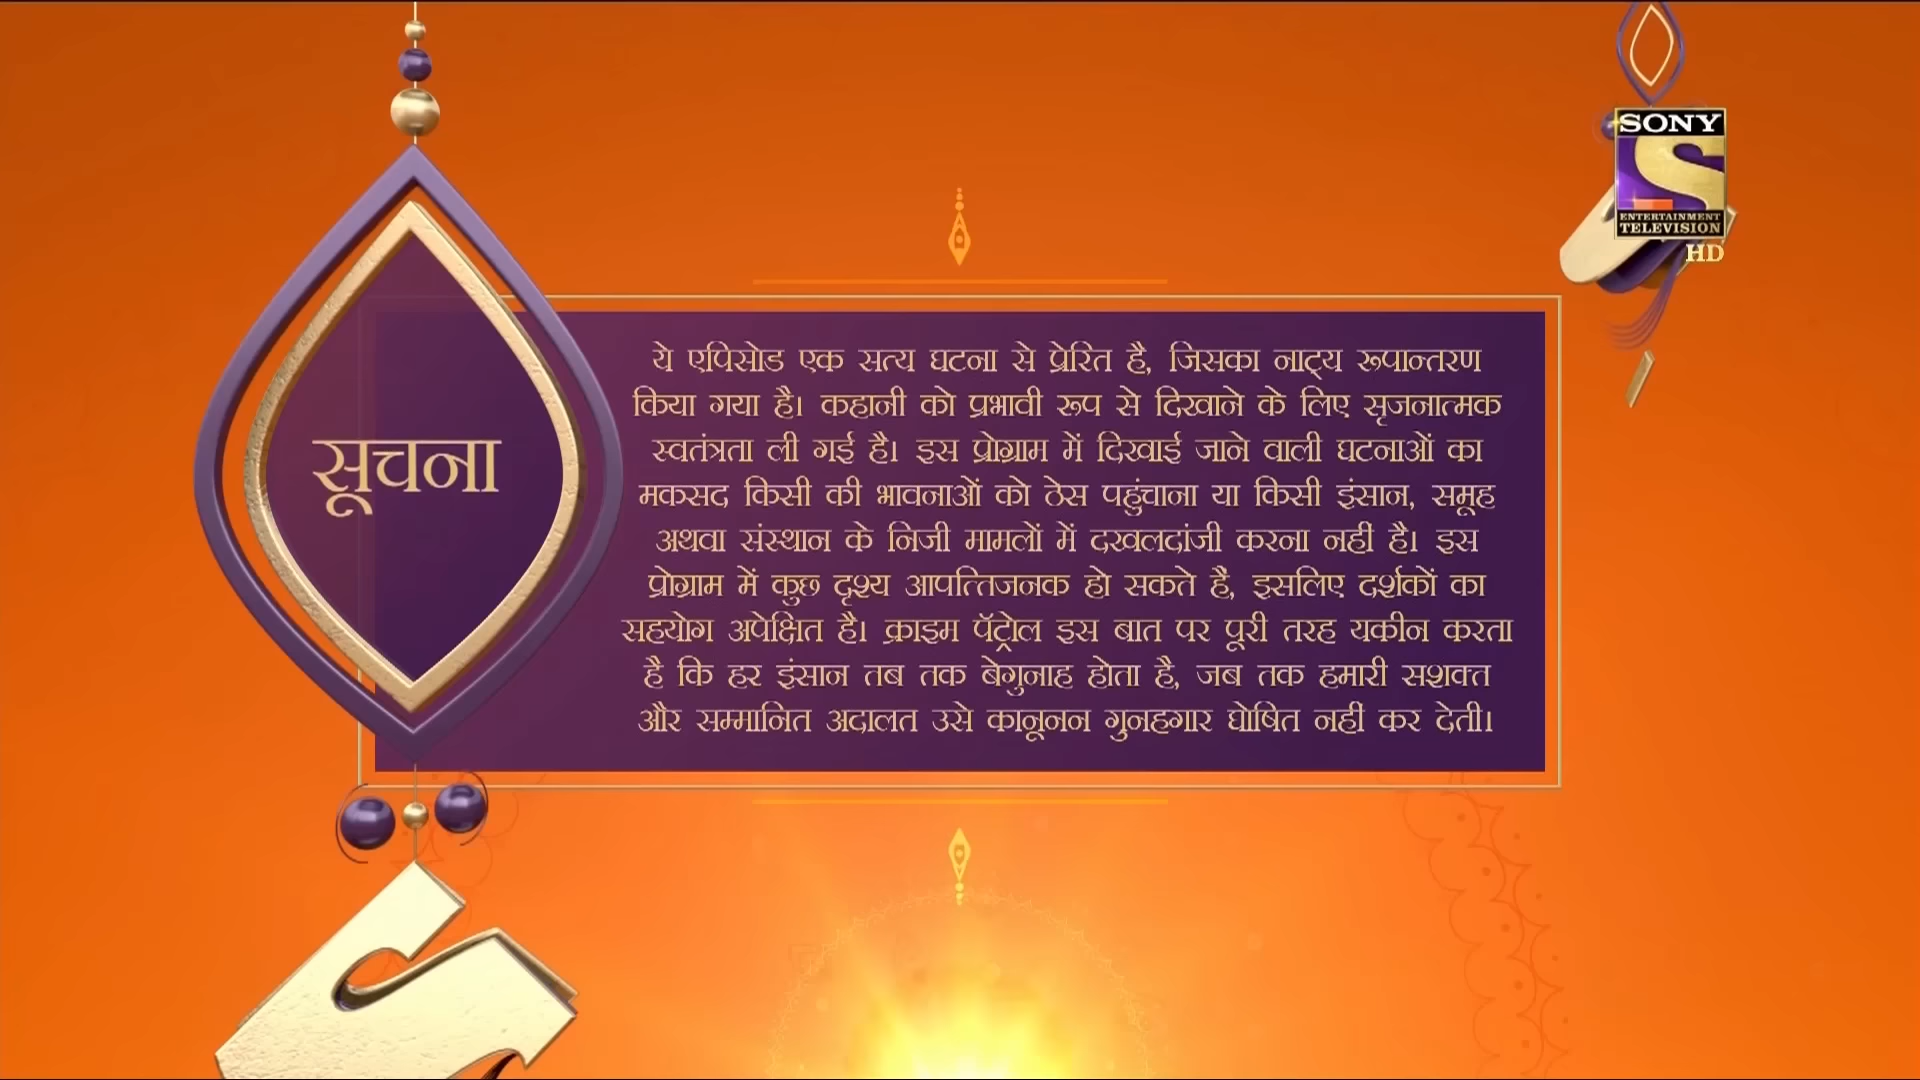 सूचना
ये एपिसोड एक सत्य घटना से प्रेरित है, जिसका नाट्य रूपान्तरण
किया गया है। कहानी को प्रभावी रूप से दिखाने के लिए सृजनात्मक
स्वतंत्रता ली गई है। इस प्रोग्राम में दिखाई जाने वाली घटनाओं का
मकसद किसी की भावनाओं को ठेस पहुंचाना या किसी इंसान, समूह
अथवा संस्थान के निजी मामलों में दखलदांजी करना नहीं है। इस
प्रोग्राम में कुछ दृश्य आपत्तिजनक हो सकते हैं, इसलिए दर्शकों का
सहयोग अपेक्षित है। क्राइम पॅट्रोल इस बात पर पूरी तरह यकीन करता
है कि हर इंसान तब तक बेगुनाह होता है, जब तक हमारी सशक्त
और सम्मानित अदालत उसे कानूनन गुनहगार घोषित नहीं कर देती।
SONY
ENTERTAINMENT
TELEVISION
HD